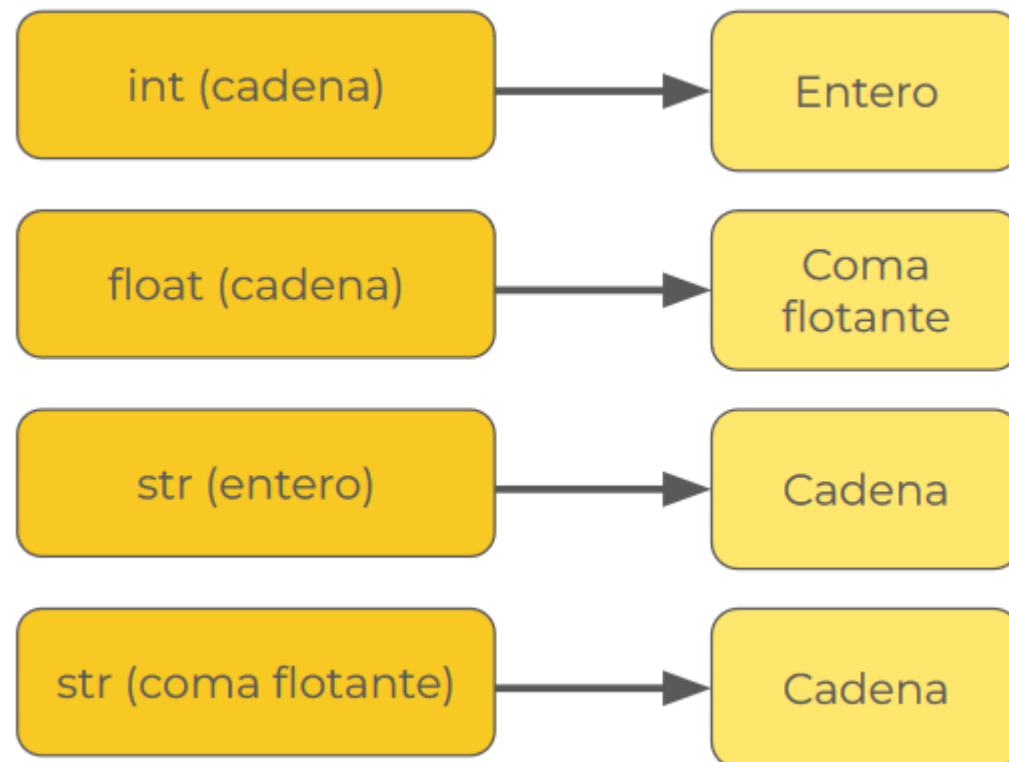 int (cadena)
Entero
float (cadena)
Coma
flotante
str (entero)
Cadena
str (coma flotante)
Cadena